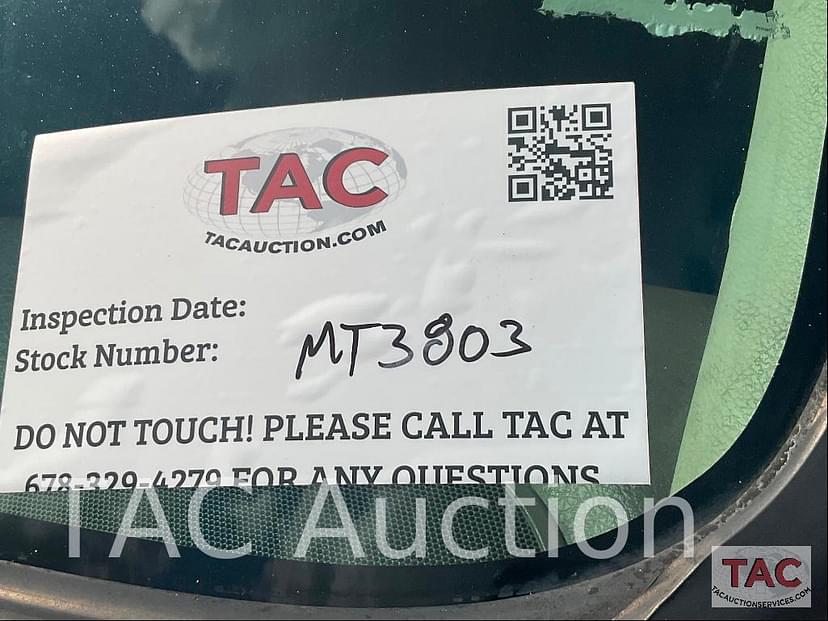 TAC
TACAUCTION.COM
Inspection Date:
Stock Number: MT3803
DO NOT TOUCH! PLEASE CALL TAC AT
678-329-4279 FOR ANY QUESTIONS
TAC Auction
TAC
TACAUCTIONSERVICES.COM